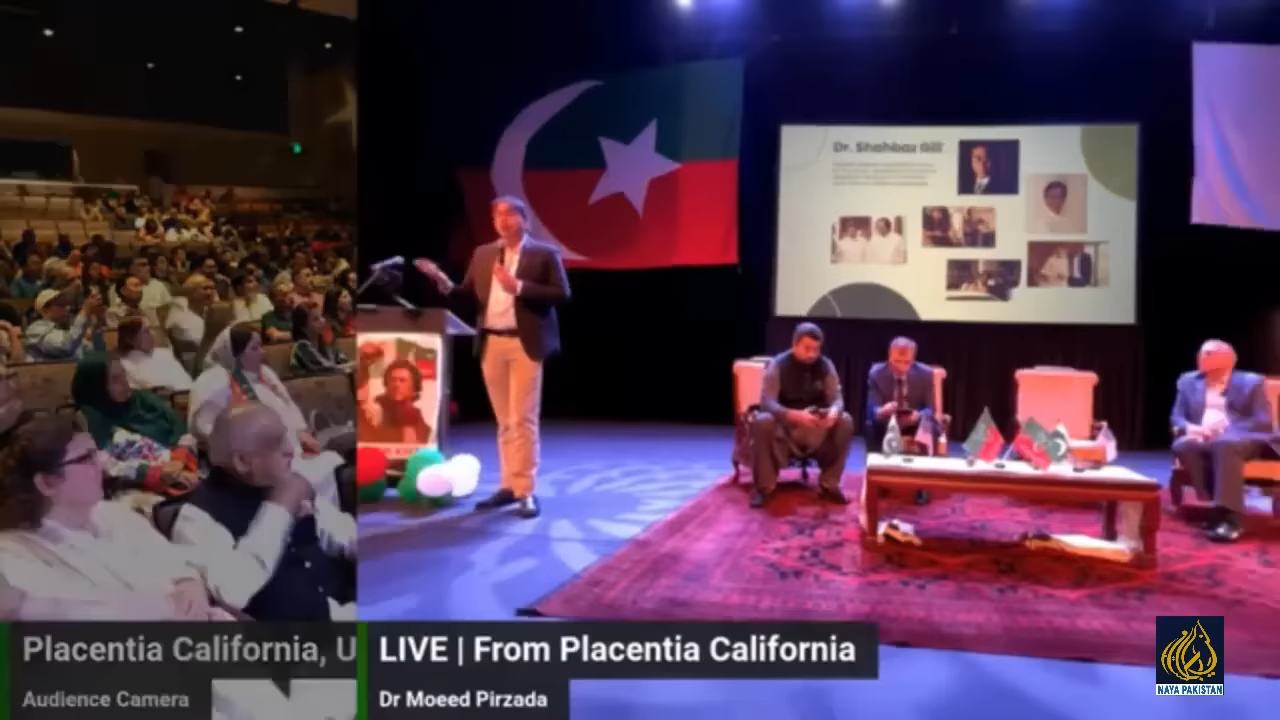 Dr. Shahbaz Gill
Placentia California, U
LIVE | From Placentia California
Audience Camera
Dr Moeed Pirzada
NAYA PAKISTAN